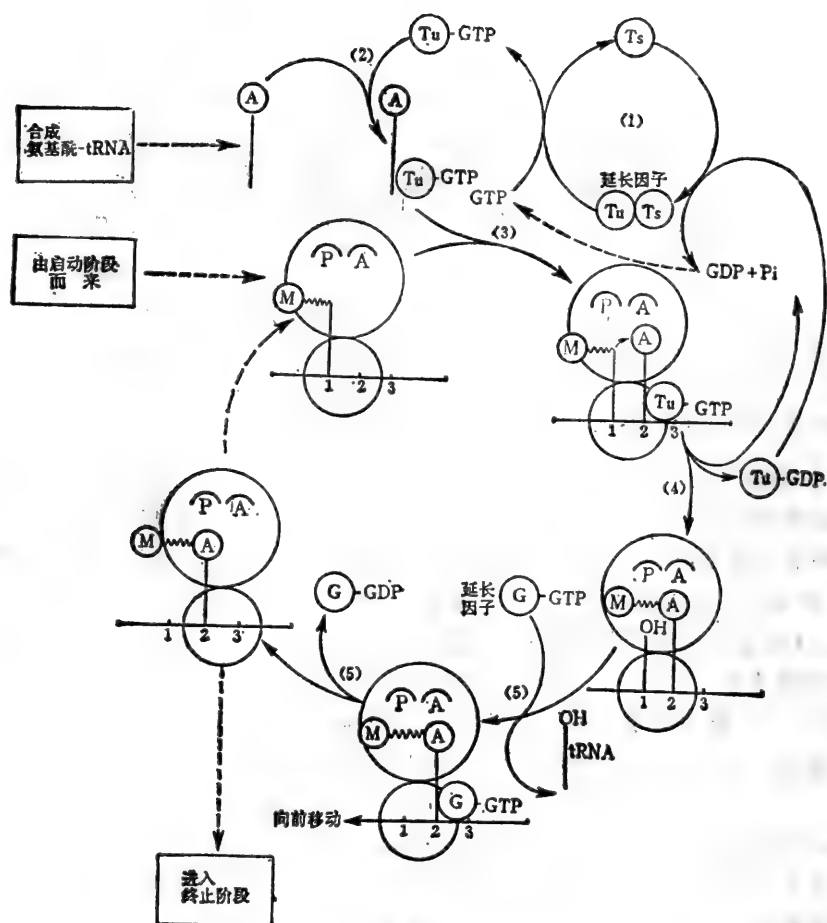 Tu-GTP
Ts
(2)
A
A
(1)
合成
氨基酰-tRNA
Tu-GTP
GTP
延长因子
Tu Ts
(3)
由启动阶段
而来
P A
GDP+Pi
M
P A
M A
1 2 3
Tu-GTP
1 2 3
Tu-GDP
(4)
P A
M A
G-GDP
延长
因子
G-GTP
P A
M A
OH
1 2 3
(5)
(5)
P A
M A
1 2 3
OH
tRNA
G-GTP
向前移动
1 2 3
进入
终止阶段